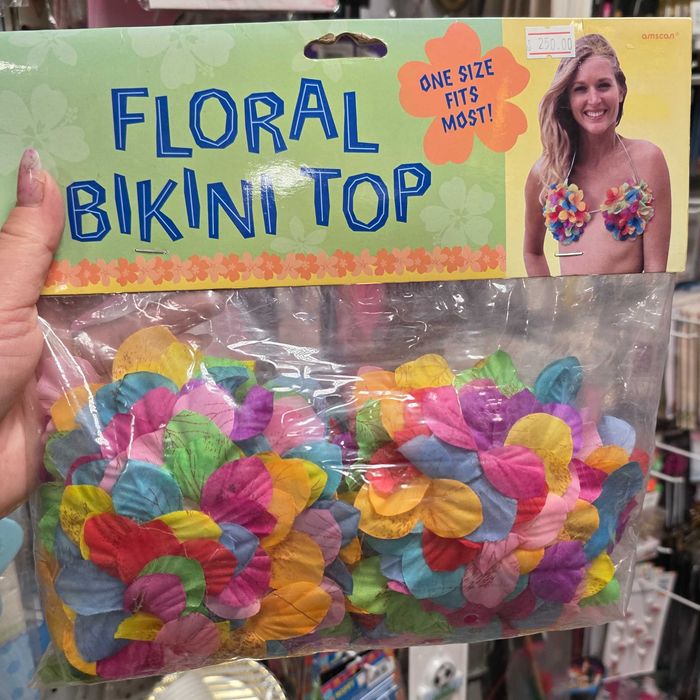 FLORAL
BIKINI TOP
ONE SIZE
FITS
MOST!
$ 250.00
amscan